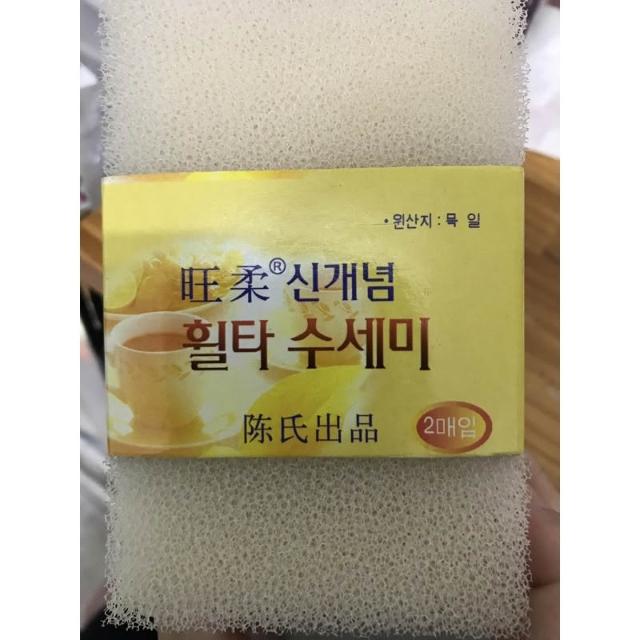 • 원산지 : 목 일
旺柔® 신개념
휠타 수세미
陈氏出品
2매입